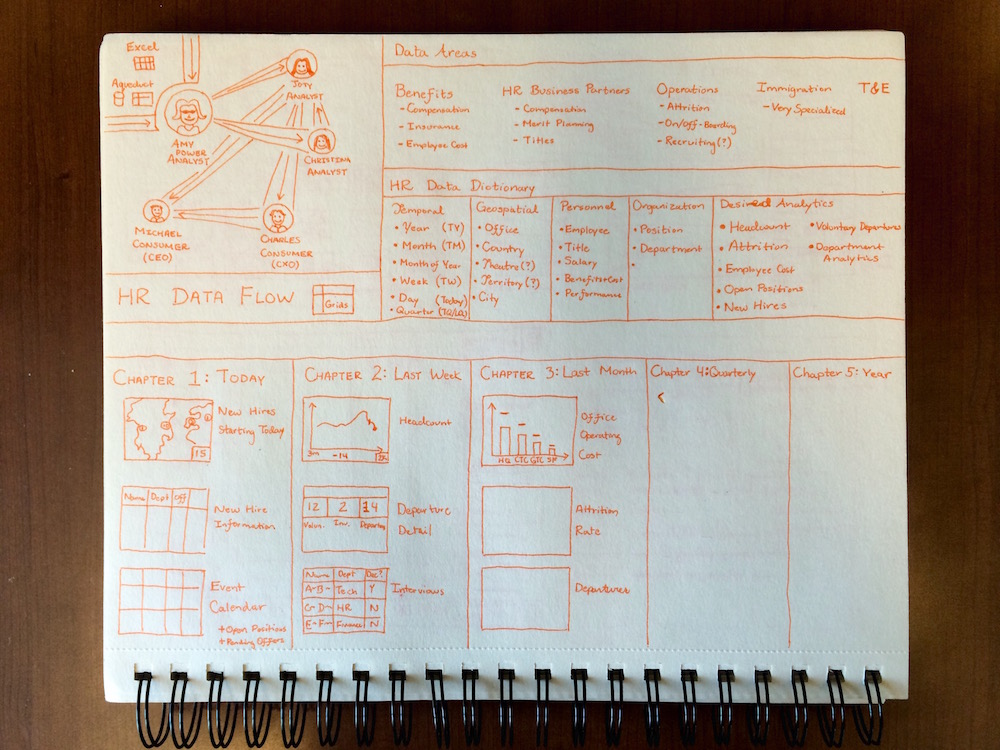 Excel
Aqueduct
AMY
POWER
ANALYST
JOEY
ANALYST
CHRISTINA
ANALYST
MICHAEL
CONSUMER
(CEO)
CHARLES
CONSUMER
(CXO)
HR DATA FLOW
Grids
Data Areas
Benefits
- Compensation
- Insurance
- Employee Cost
HR Business Partners
- Compensation
- Merit Planning
- Titles
Operations
- Attrition
- On/Off-Boarding
- Recruiting(?)
Immigration
- Very Specialized
T&E
HR Data Dictionary
Temporal
• Year (TY)
• Month (TM)
• Month of Year
• Week (TW)
• Day (Today)
• Quarter (TQ/LQ)
Geospatial
• Office
• Country
• Theatre(?)
• Territory(?)
• City
Personnel
• Employee
• Title
• Salary
• Benefits Cost
• Performance
Organization
• Position
• Department
•
Desired Analytics
• Headcount
• Attrition
• Employee Cost
• Open Positions
• New Hires
• Voluntary Departures
• Department
Analytics
CHAPTER 1: TODAY
15
New Hires
Starting Today
Name Dept Off
New Hire
Information
Event
Calendar
+ Open Positions
+ Pending Offers
CHAPTER 2: LAST WEEK
3m -14
Headcount
12 2 14
Volun. Inv. Departing
Departure
Detail
Name Dept Dec?
A-B~ Tech Y
C-D~ HR N
E-F~ Finance N
Interviews
CHAPTER 3: Last Month
HQ CTC GTC SF
Office
Operating
Cost
Attrition
Rate
Departures
Chapter 4: Quarterly
Chapter 5: Year